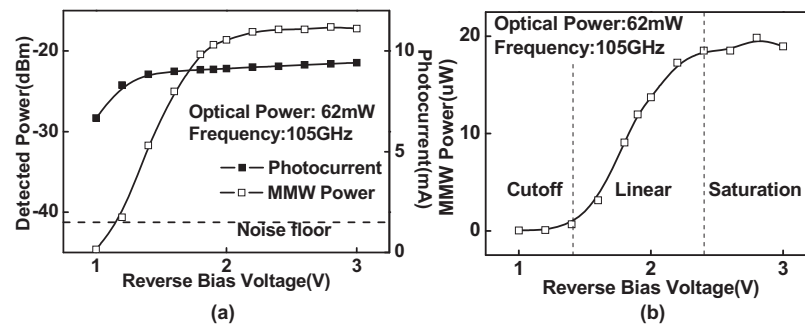 -20
-30
-40
Detected Power(dBm)
Optical Power: 62mW
Frequency:105GHz
Photocurrent
MMW Power
Noise floor
10
5
0
Photocurrent(mA)
1
2
3
Reverse Bias Voltage(V)
(a)
Optical Power:62mW
Frequency:105GHz
20
10
0
MMW Power(uW)
Cutoff
Linear
Saturation
1
2
3
Reverse Bias Voltage(V)
(b)